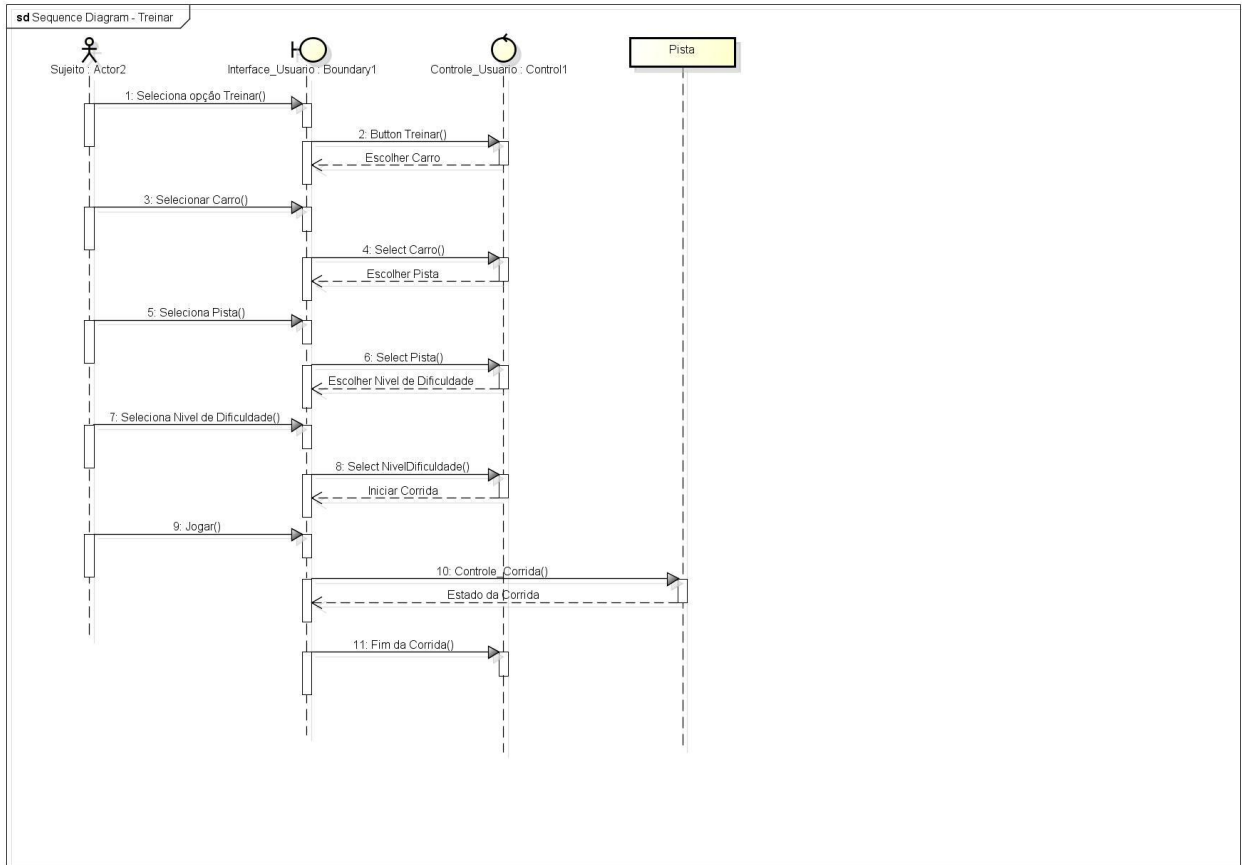 sd Sequence Diagram - Treinar
Sujeito : Actor2
Interface_Usuario : Boundary1
Controle_Usuario : Control1
Pista
1: Seleciona opção Treinar()
2: Button Treinar()
Escolher Carro
3: Selecionar Carro()
4: Select Carro()
Escolher Pista
5: Seleciona Pista()
6: Select Pista()
Escolher Nivel de Dificuldade
7: Seleciona Nivel de Dificuldade()
8: Select NivelDificuldade()
Iniciar Corrida
9: Jogar()
10: Controle_Corrida()
Estado da Corrida
11: Fim da Corrida()